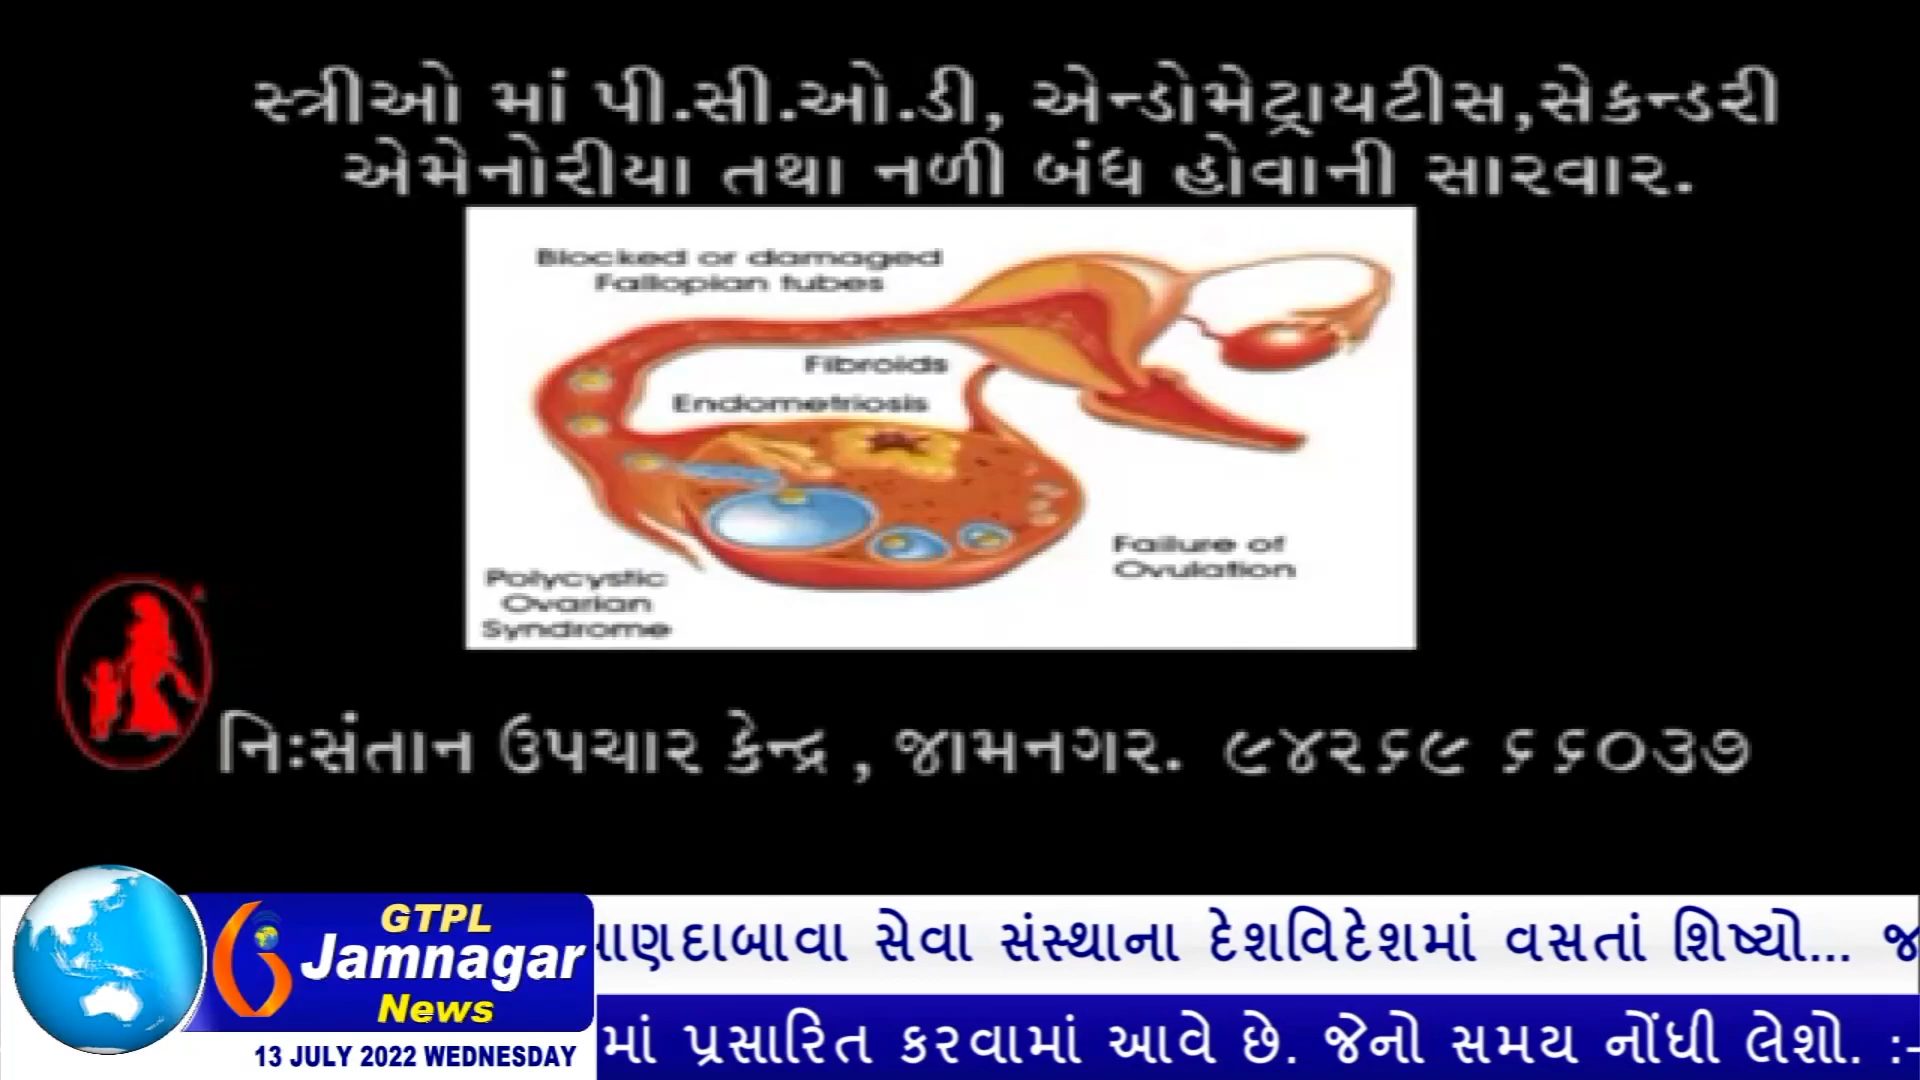 સ્ત્રીઓ માં પી.સી.ઓ.ડી, એન્ડોમેટ્રાયટીસ,સેકન્ડરી
એમેનોરીયા તથા નળી બંધ હોવાની સારવાર.
Blocked or damaged
Fallopian tubes
Fibroids
Endometriosis
Failure of
Ovulation
Polycystic
Ovarian
Syndrome
નિઃસંતાન ઉપચાર કેન્દ્ર , જામનગર. ૯૪૨૬૯ ૬૬૦૩૭
GTPL
Jamnagar
News
13 JULY 2022 WEDNESDAY
સેવા સંસ્થાના દેશવિદેશમાં વસતાં શિષ્યો...
માં પ્રસારિત કરવામાં આવે છે. જેનો સમય નોંધી લેશો. :-